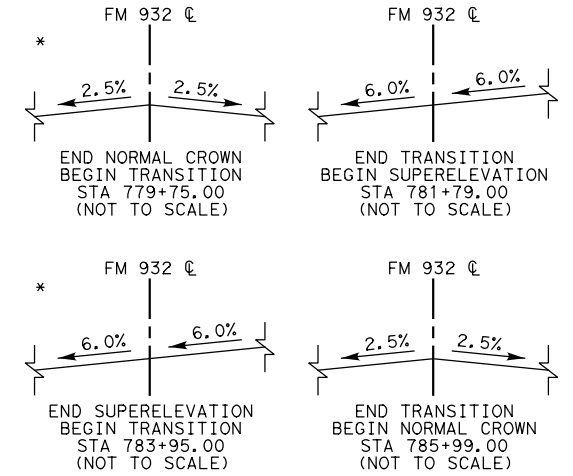 FM 932 ℄
*
2.5% 2.5%
END NORMAL CROWN
BEGIN TRANSITION
STA 779+75.00
(NOT TO SCALE)
FM 932 ℄
6.0% 6.0%
END TRANSITION
BEGIN SUPERELEVATION
STA 781+79.00
(NOT TO SCALE)
FM 932 ℄
*
6.0% 6.0%
END SUPERELEVATION
BEGIN TRANSITION
STA 783+95.00
(NOT TO SCALE)
FM 932 ℄
2.5% 2.5%
END TRANSITION
BEGIN NORMAL CROWN
STA 785+99.00
(NOT TO SCALE)